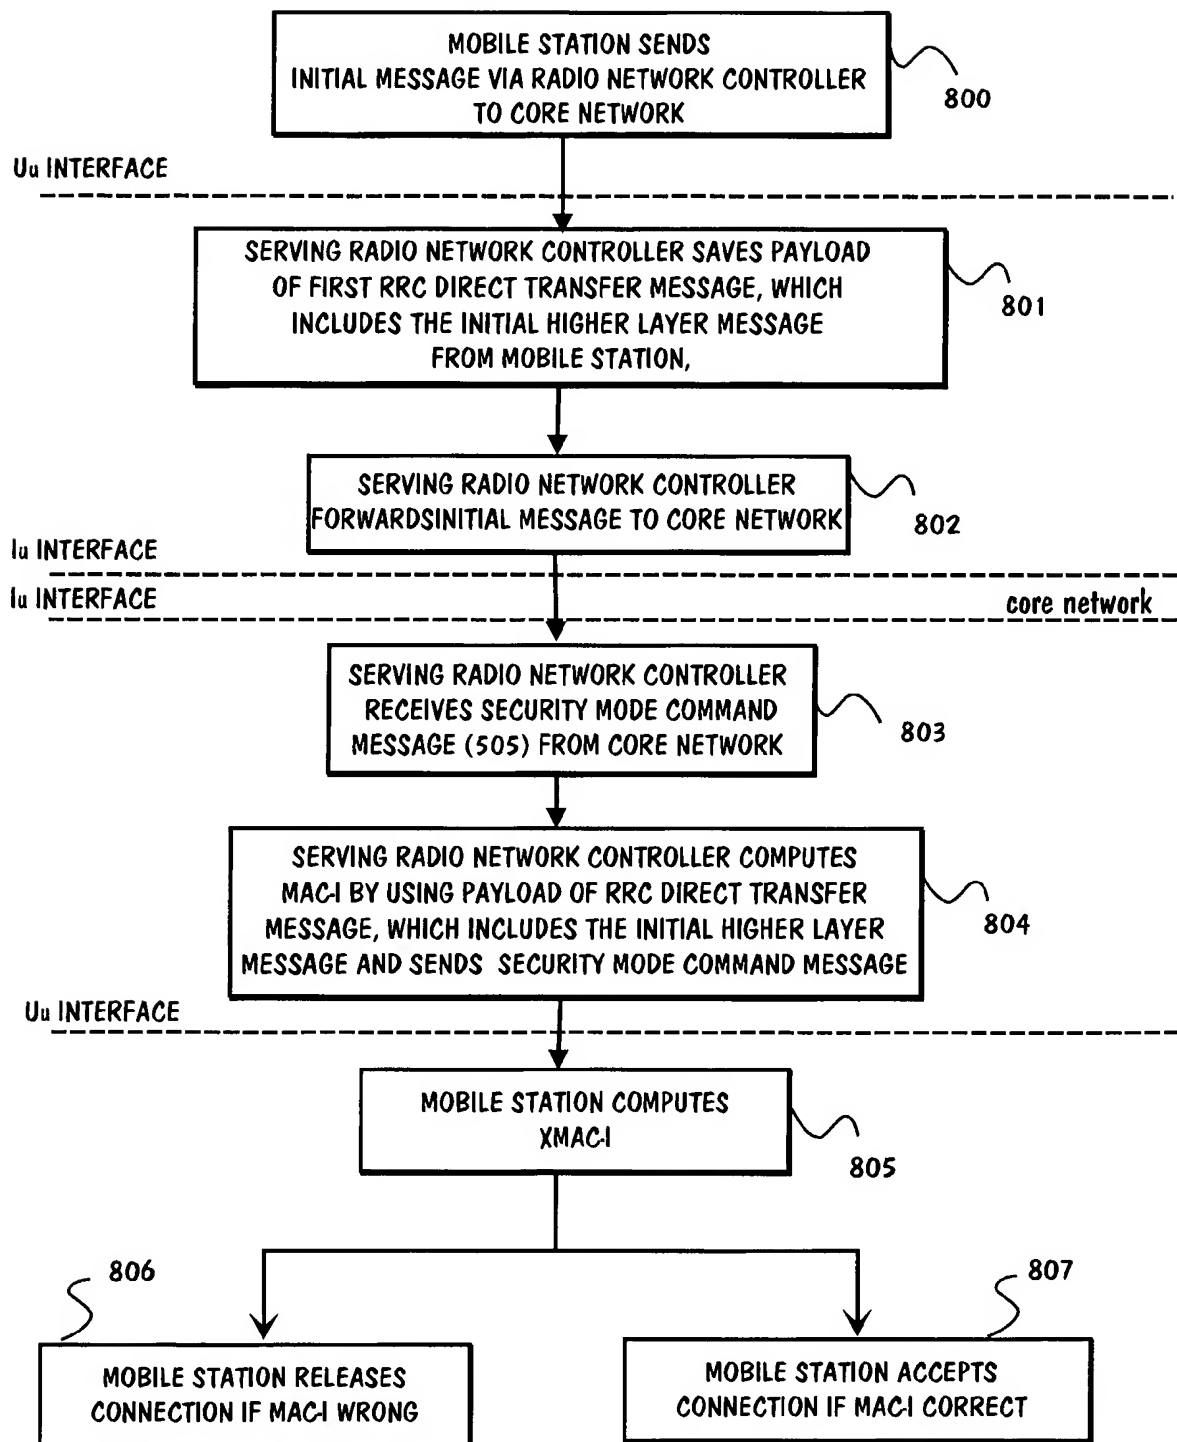 MOBILE STATION SENDS
INITIAL MESSAGE VIA RADIO NETWORK CONTROLLER
TO CORE NETWORK
800
Uu INTERFACE
SERVING RADIO NETWORK CONTROLLER SAVES PAYLOAD
OF FIRST RRC DIRECT TRANSFER MESSAGE, WHICH
INCLUDES THE INITIAL HIGHER LAYER MESSAGE
FROM MOBILE STATION,
801
SERVING RADIO NETWORK CONTROLLER
FORWARDSINITIAL MESSAGE TO CORE NETWORK
802
Iu INTERFACE
Iu INTERFACE
core network
SERVING RADIO NETWORK CONTROLLER
RECEIVES SECURITY MODE COMMAND
MESSAGE (505) FROM CORE NETWORK
803
SERVING RADIO NETWORK CONTROLLER COMPUTES
MAC-I BY USING PAYLOAD OF RRC DIRECT TRANSFER
MESSAGE, WHICH INCLUDES THE INITIAL HIGHER LAYER
MESSAGE AND SENDS SECURITY MODE COMMAND MESSAGE
804
Uu INTERFACE
MOBILE STATION COMPUTES
XMAC-I
805
806
807
MOBILE STATION RELEASES
CONNECTION IF MAC-I WRONG
MOBILE STATION ACCEPTS
CONNECTION IF MAC-I CORRECT